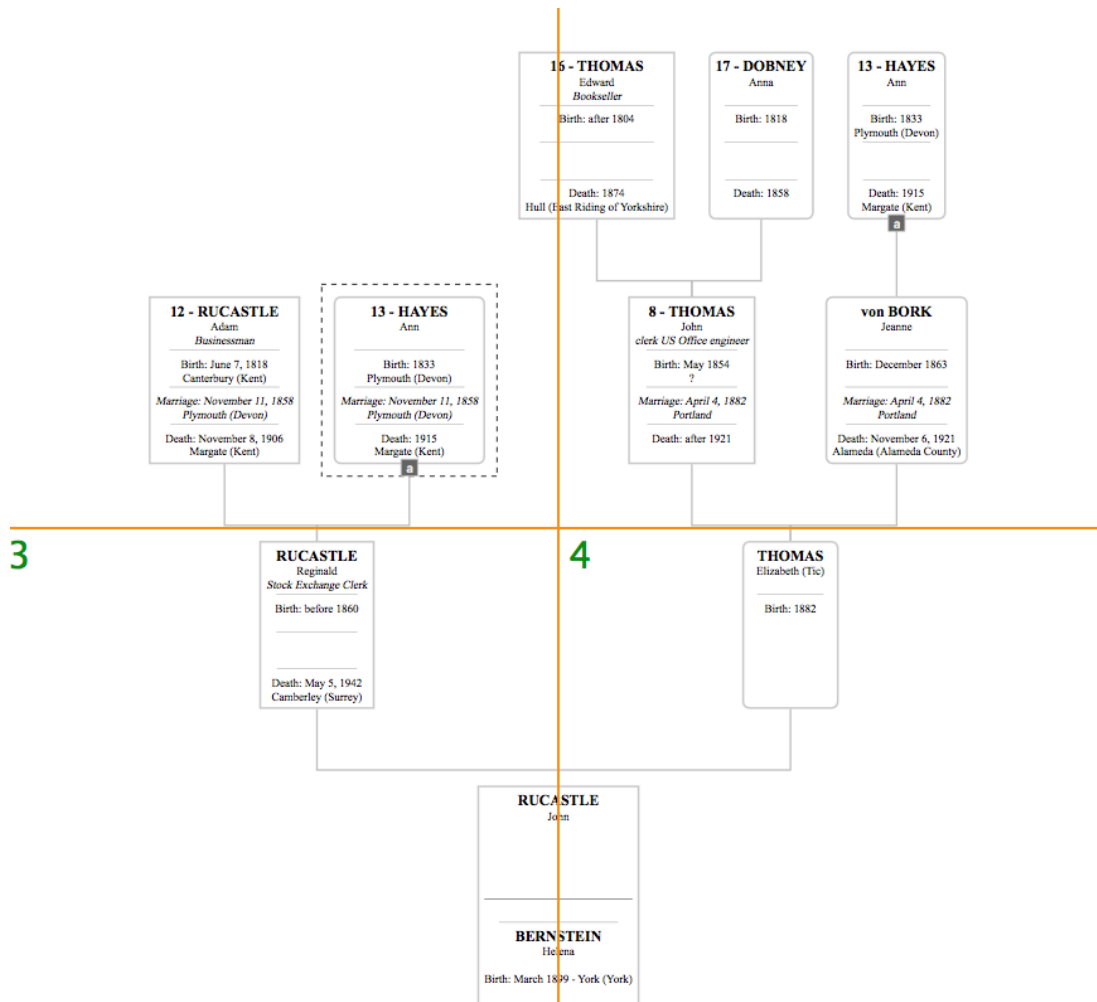 16 - THOMAS
Edward
Bookseller
Birth: after 1804
Death: 1874
Hull (East Riding of Yorkshire)
17 - DOBNEY
Anna
Birth: 1818
Death: 1858
13 - HAYES
Ann
Birth: 1833
Plymouth (Devon)
Death: 1915
Margate (Kent)
a
12 - RUCASTLE
Adam
Businessman
Birth: June 7, 1818
Canterbury (Kent)
Marriage: November 11, 1858
Plymouth (Devon)
Death: November 8, 1906
Margate (Kent)
13 - HAYES
Ann
Birth: 1833
Plymouth (Devon)
Marriage: November 11, 1858
Plymouth (Devon)
Death: 1915
Margate (Kent)
a
8 - THOMAS
John
clerk US Office engineer
Birth: May 1854
?
Marriage: April 4, 1882
Portland
Death: after 1921
von BORK
Jeanne
Birth: December 1863
Marriage: April 4, 1882
Portland
Death: November 6, 1921
Alameda (Alameda County)
3
4
RUCASTLE
Reginald
Stock Exchange Clerk
Birth: before 1860
Death: May 5, 1942
Camberley (Surrey)
THOMAS
Elizabeth (Tic)
Birth: 1882
RUCASTLE
John
BERNSTEIN
Helena
Birth: March 1899 - York (York)